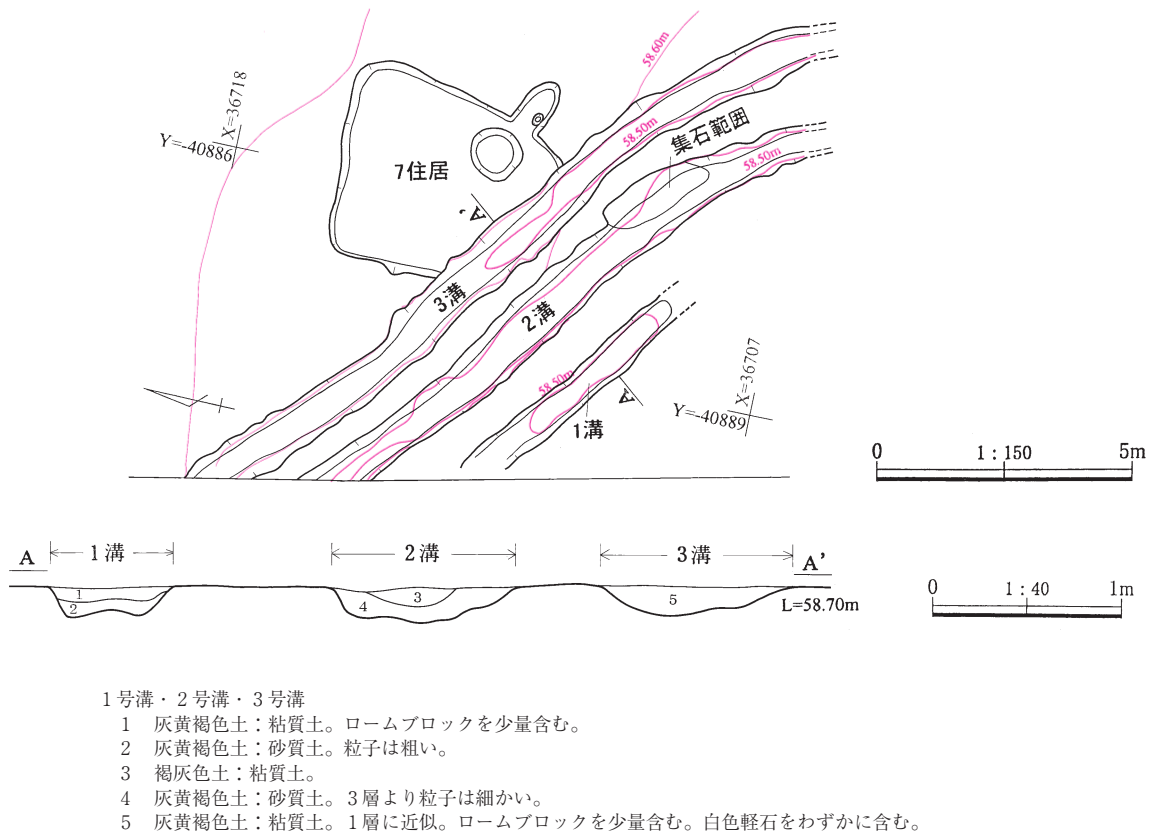 58.60m
X=36718
Y=-40886
7住居
58.50m
集石範囲
58.50m
A'
3溝
2溝
58.50m
1溝
A
X=36707
Y=-40889
0 1:150 5m
A 1溝 2溝 3溝 A'
1 2 3 4 5
L=58.70m
0 1:40 1m
1号溝・2号溝・3号溝
1 灰黄褐色土：粘質土。ロームブロックを少量含む。
2 灰黄褐色土：砂質土。粒子は粗い。
3 褐灰色土：粘質土。
4 灰黄褐色土：砂質土。3層より粒子は細かい。
5 灰黄褐色土：粘質土。1層に近似。ロームブロックを少量含む。白色軽石をわずかに含む。